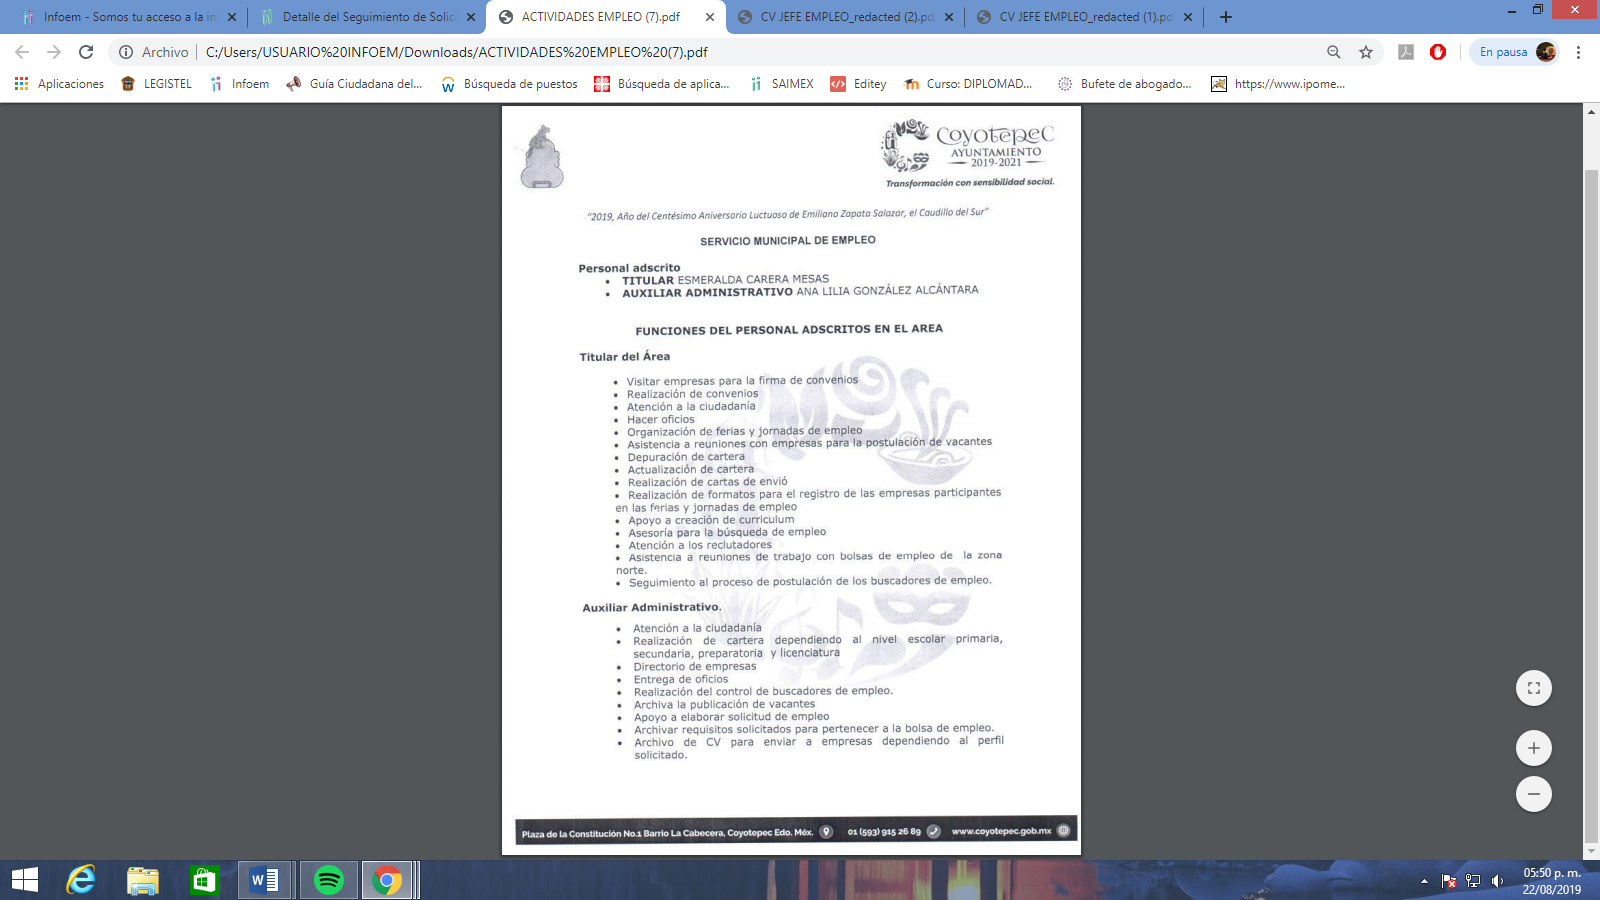 Infoem - Somos tu acceso a la in
Detalle del Seguimiento de Solic
ACTIVIDADES EMPLEO (7).pdf
CV JEFE EMPLEO_redacted (2).pd
CV JEFE EMPLEO_redacted (1).pd
Archivo
C:/Users/USUARIO%20INFOEM/Downloads/ACTIVIDADES%20EMPLEO%20(7).pdf
En pausa
Aplicaciones
LEGISTEL
Infoem
Guía Ciudadana del...
Búsqueda de puestos
Búsqueda de aplica...
SAIMEX
Editey
Curso: DIPLOMAD...
Bufete de abogado...
https://www.ipome...
Coyotepec
AYUNTAMIENTO
2019-2021
Transformación con sensibilidad social.
"2019, Año del Centésimo Aniversario Luctuoso de Emiliano Zapata Salazar, el Caudillo del Sur"
SERVICIO MUNICIPAL DE EMPLEO
Personal adscrito
• TITULAR ESMERALDA CARERA MESAS
• AUXILIAR ADMINISTRATIVO ANA LILIA GONZÁLEZ ALCÁNTARA
FUNCIONES DEL PERSONAL ADSCRITOS EN EL AREA
Titular del Área
• Visitar empresas para la firma de convenios
• Realización de convenios
• Atención a la ciudadanía
• Hacer oficios
• Organización de ferias y jornadas de empleo
• Asistencia a reuniones con empresas para la postulación de vacantes
• Depuración de cartera
• Actualización de cartera
• Realización de cartas de envió
• Realización de formatos para el registro de las empresas participantes
en las ferias y jornadas de empleo
• Apoyo a creación de curriculum
• Asesoría para la búsqueda de empleo
• Atención a los reclutadores
• Asistencia a reuniones de trabajo con bolsas de empleo de la zona
norte.
• Seguimiento al proceso de postulación de los buscadores de empleo.
Auxiliar Administrativo.
• Atención a la ciudadanía
• Realización de cartera dependiendo al nivel escolar primaria,
secundaria, preparatoria y licenciatura
• Directorio de empresas
• Entrega de oficios
• Realización del control de buscadores de empleo.
• Archiva la publicación de vacantes
• Apoyo a elaborar solicitud de empleo
• Archivar requisitos solicitados para pertenecer a la bolsa de empleo.
• Archivo de CV para enviar a empresas dependiendo al perfil
solicitado.
Plaza de la Constitución No.1 Barrio La Cabecera, Coyotepec Edo. Méx. 01 (593) 915 26 89 www.coyotepec.gob.mx
05:50 p. m.
22/08/2019